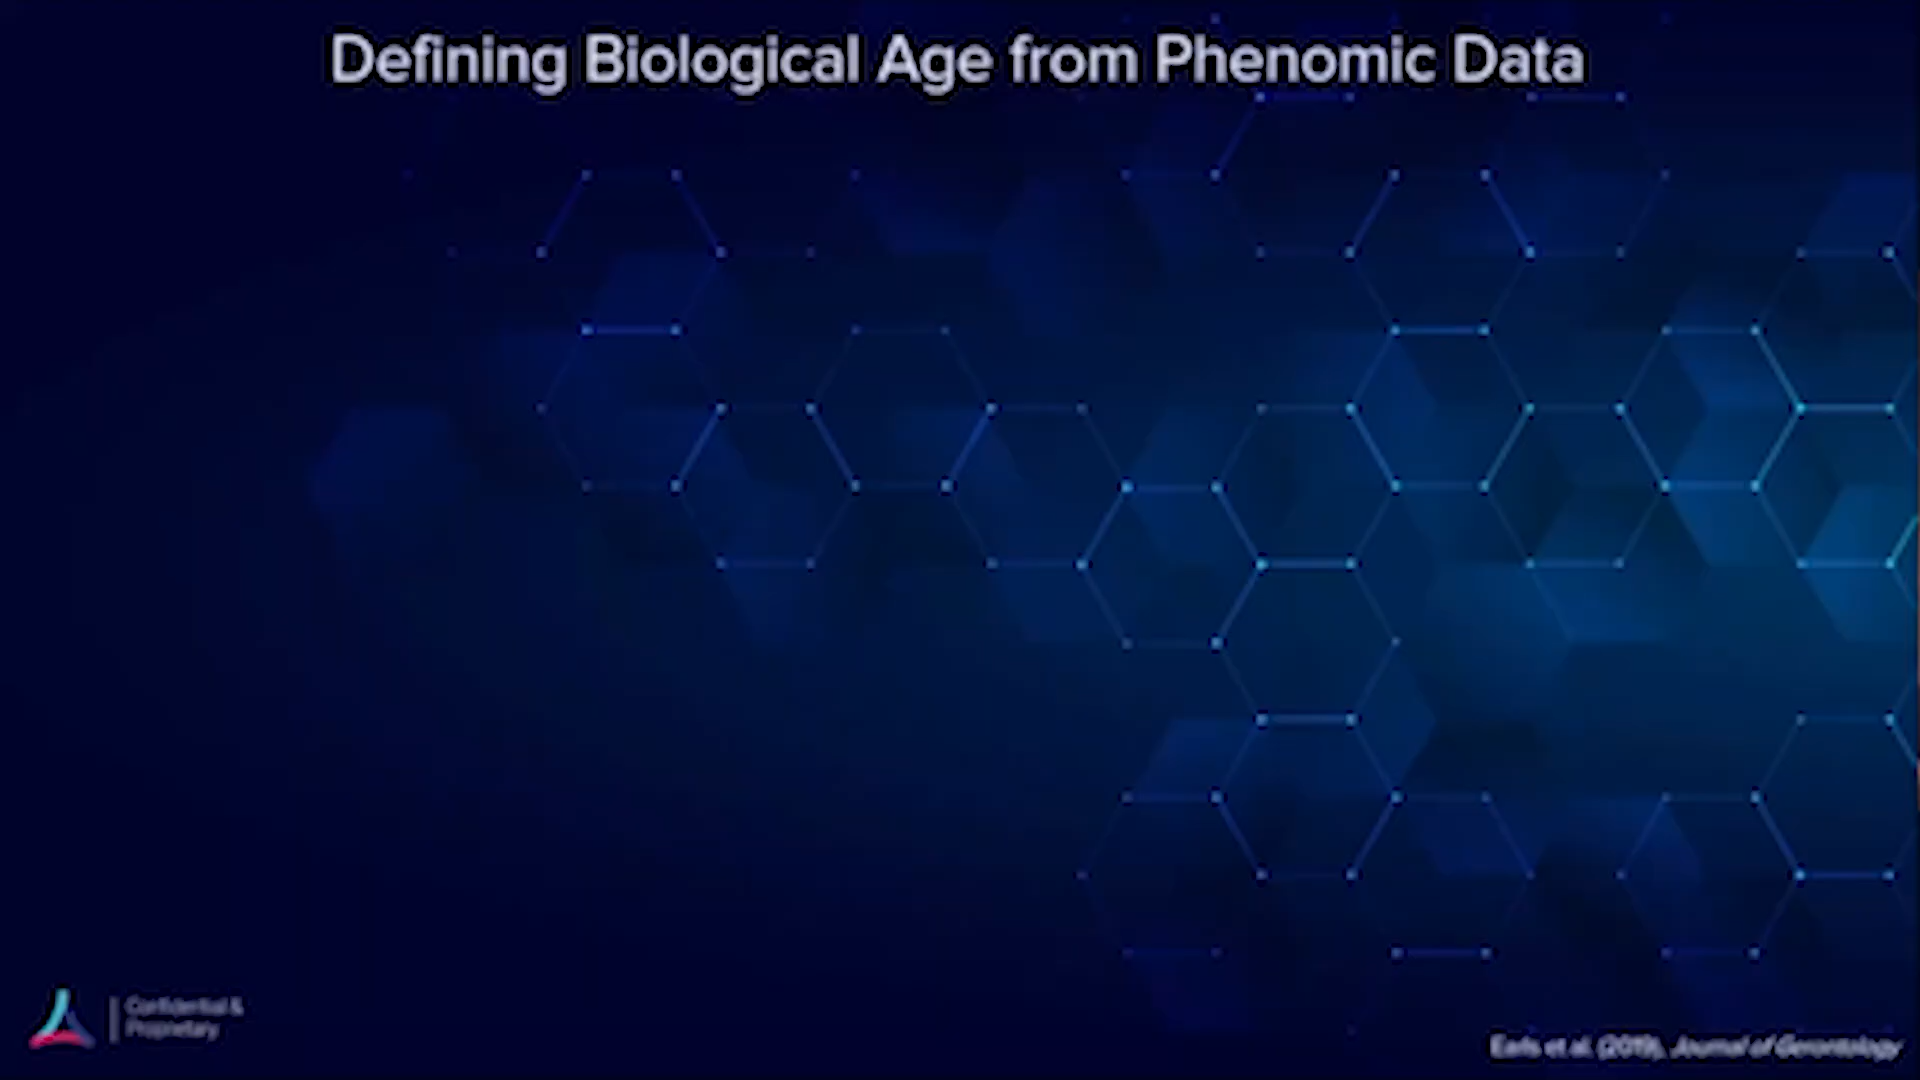 Defining Biological Age from Phenomic Data
Confidential &
Proprietary
Earls et al. (2019), Journal of Gerontology